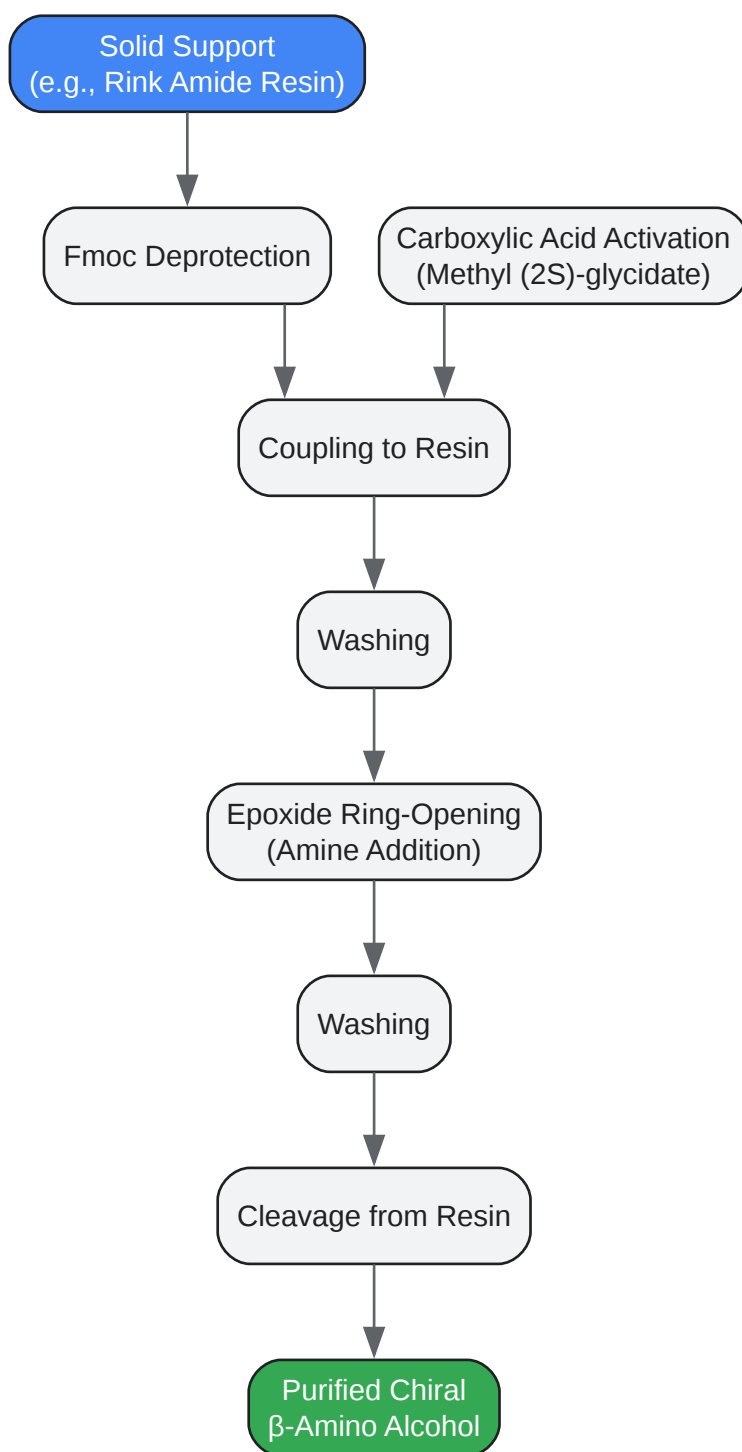 Solid Support
(e.g., Rink Amide Resin)
Fmoc Deprotection
Carboxylic Acid Activation
(Methyl (2S)-glycidate)
Coupling to Resin
Washing
Epoxide Ring-Opening
(Amine Addition)
Washing
Cleavage from Resin
Purified Chiral
β-Amino Alcohol